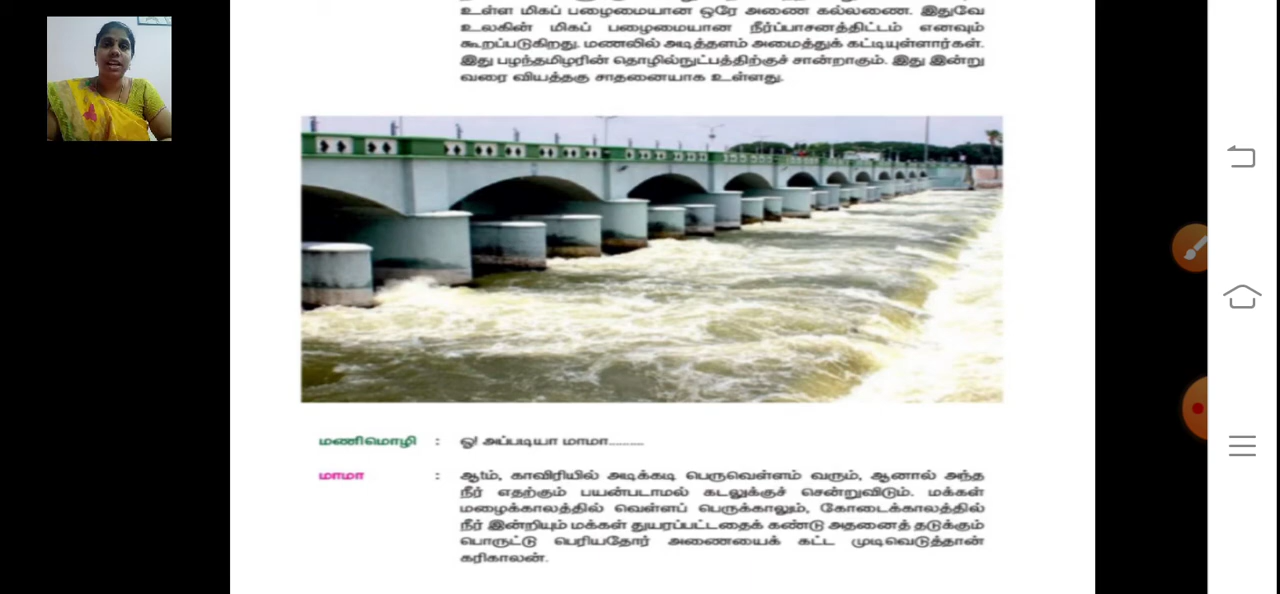 உள்ள மிகப் பழைமையான ஒரே அணை கல்லணை. இதுவே
உலகின் மிகப் பழைமையான நீர்ப்பாசனத்திட்டம் எனவும்
கூறப்படுகிறது. மணலில் அடித்தளம் அமைத்துக் கட்டியுள்ளார்கள்.
இது பழந்தமிழரின் தொழில்நுட்பத்திற்குச் சான்றாகும். இது இன்று
வரை வியத்தகு சாதனையாக உள்ளது.
மணிமொழி : ஓ! அப்படியா மாமா..........
மாமா : ஆம், காவிரியில் அடிக்கடி பெருவெள்ளம் வரும், ஆனால் அந்த
நீர் எதற்கும் பயன்படாமல் கடலுக்குச் சென்றுவிடும். மக்கள்
மழைக்காலத்தில் வெள்ளப் பெருக்காலும், கோடைக்காலத்தில்
நீர் இன்றியும் மக்கள் துயரப்பட்டதைக் கண்டு அதனைத் தடுக்கும்
பொருட்டு பெரியதோர் அணையைக் கட்ட முடிவெடுத்தான்
கரிகாலன்.